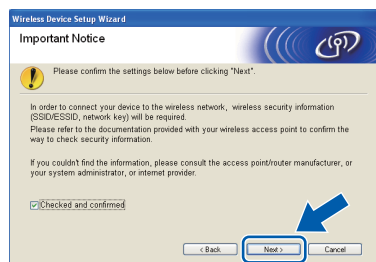 Wireless Device Setup Wizard
Important Notice
Please confirm the settings below before clicking "Next".
In order to connect your device to the wireless network, wireless security information
(SSID/ESSID, network key) will be required.
Please refer to the documentation provided with your wireless access point to confirm the
way to check security information.
If you couldn't find the information, please consult the access point/router manufacturer, or
your system administrator, or internet provider.
Checked and confirmed
< Back
Next >
Cancel